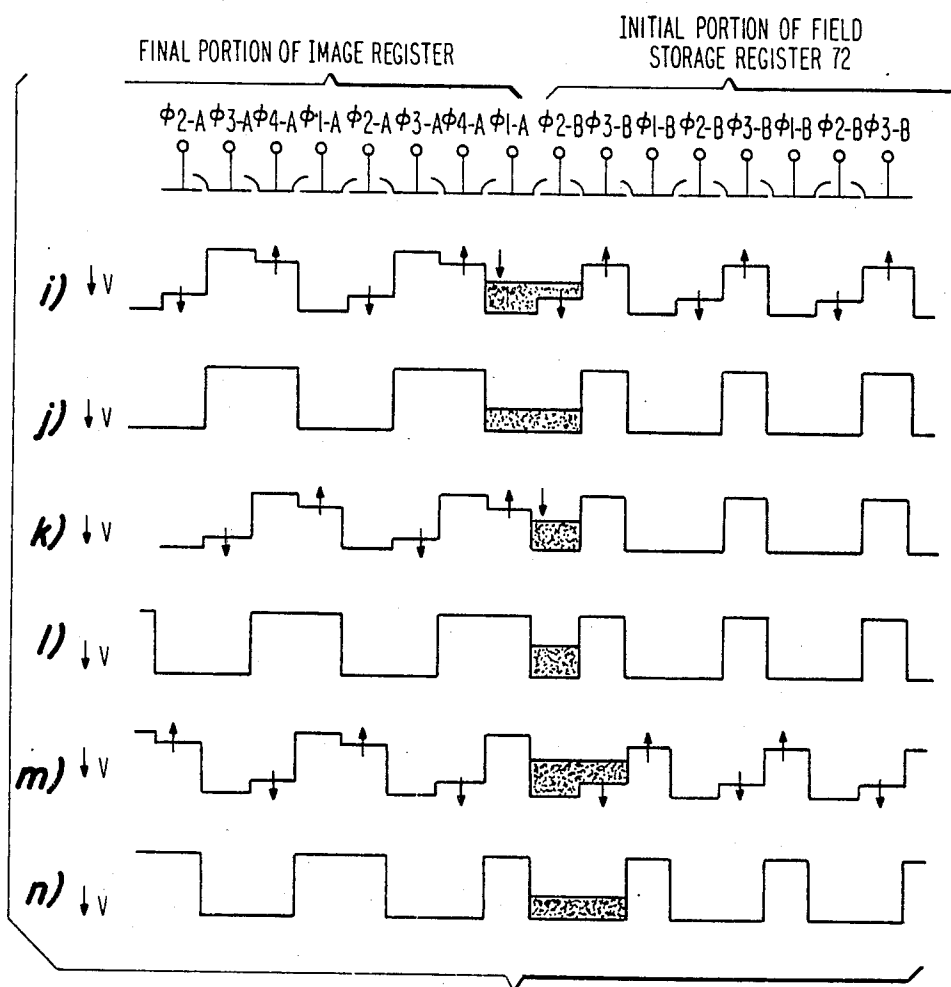 FINAL PORTION OF IMAGE REGISTER
INITIAL PORTION OF FIELD
STORAGE REGISTER 72
Φ2-A Φ3-A Φ4-A Φ1-A Φ2-A Φ3-A Φ4-A Φ1-A Φ2-B Φ3-B Φ1-B Φ2-B Φ3-B Φ1-B Φ2-B Φ3-B
i) ↓ V
j) ↓ V
k) ↓ V
l) ↓ V
m) ↓ V
n) ↓ V